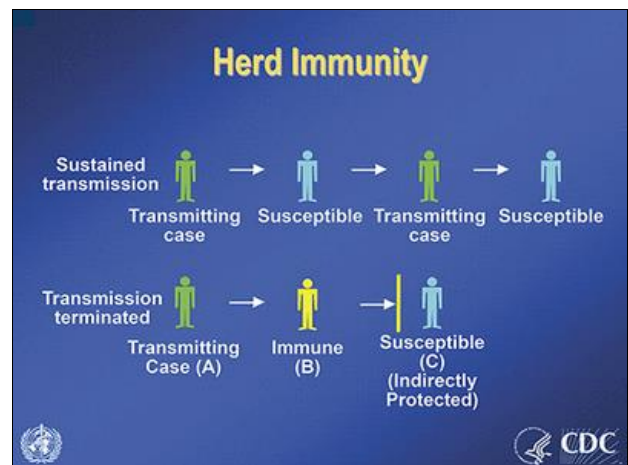 Herd Immunity
Sustained
transmission
Transmitting
case
Susceptible
Transmitting
case
Susceptible
Transmission
terminated
Transmitting
Case (A)
Immune
(B)
Susceptible
(C)
(Indirectly
Protected)
CDC